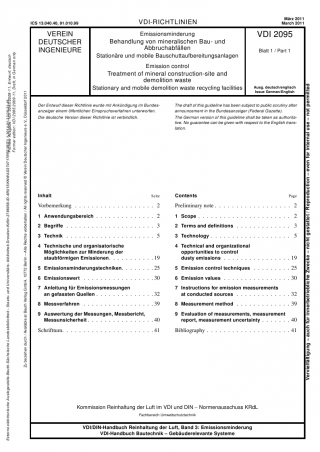 ICS 13.040.40, 91.010.99
VDI-RICHTLINIEN
März 2011
March 2011
VEREIN
DEUTSCHER
INGENIEURE
Emissionsminderung
Behandlung von mineralischen Bau- und
Abbruchabfällen
Stationäre und mobile Bauschuttaufbereitungsanlagen
Emission control
Treatment of mineral construction-site and
demolition waste
Stationary and mobile demolition waste recycling facilities
VDI 2095
Blatt 1 / Part 1
Ausg. deutsch/englisch
Issue German/English
Der Entwurf dieser Richtlinie wurde mit Ankündigung im Bundes-
anzeiger einem öffentlichen Einspruchsverfahren unterworfen.
Die deutsche Version dieser Richtlinie ist verbindlich.
The draft of this guideline has been subject to public scrutiny after
announcement in the Bundesanzeiger (Federal Gazette).
The German version of this guideline shall be taken as authorita-
tive. No guarantee can be given with respect to the English trans-
lation.
Inhalt Seite
Vorbemerkung . . . 2
1 Anwendungsbereich . . . 2
2 Begriffe . . . 3
3 Technik . . . 5
4 Technische und organisatorische
Möglichkeiten zur Minderung der
staubförmigen Emissionen . . . 19
5 Emissionsminderungstechniken . . . 25
6 Emissionswerte . . . 30
7 Anleitung für Emissionsmessungen
an gefassten Quellen . . . 32
8 Messverfahren . . . 39
9 Auswertung der Messungen, Messbericht,
Messunsicherheit . . . 40
Schrifttum . . . 41
Contents Page
Preliminary note . . . 2
1 Scope . . . 2
2 Terms and definitions . . . 3
3 Technology . . . 5
4 Technical and organizational
opportunities to control
dusty emissions . . . 19
5 Emission control techniques . . . 25
6 Emission values . . . 30
7 Instructions for emission measurements
at conducted sources . . . 32
8 Measurement method . . . 39
9 Evaluation of measurements, measurement
report, measurement uncertainty . . . 40
Bibliography . . . 41
Kommission Reinhaltung der Luft im VDI und DIN – Normenausschuss KRdL
Fachbereich Umweltschutztechnik
VDI/DIN-Handbuch Reinhaltung der Luft, Band 3: Emissionsminderung
VDI-Handbuch Bautechnik – Gebäuderelevante Systeme
Vervielfältigung – auch für innerbetriebliche Zwecke – nicht gestattet / Reproduction – even for internal use – not permitted